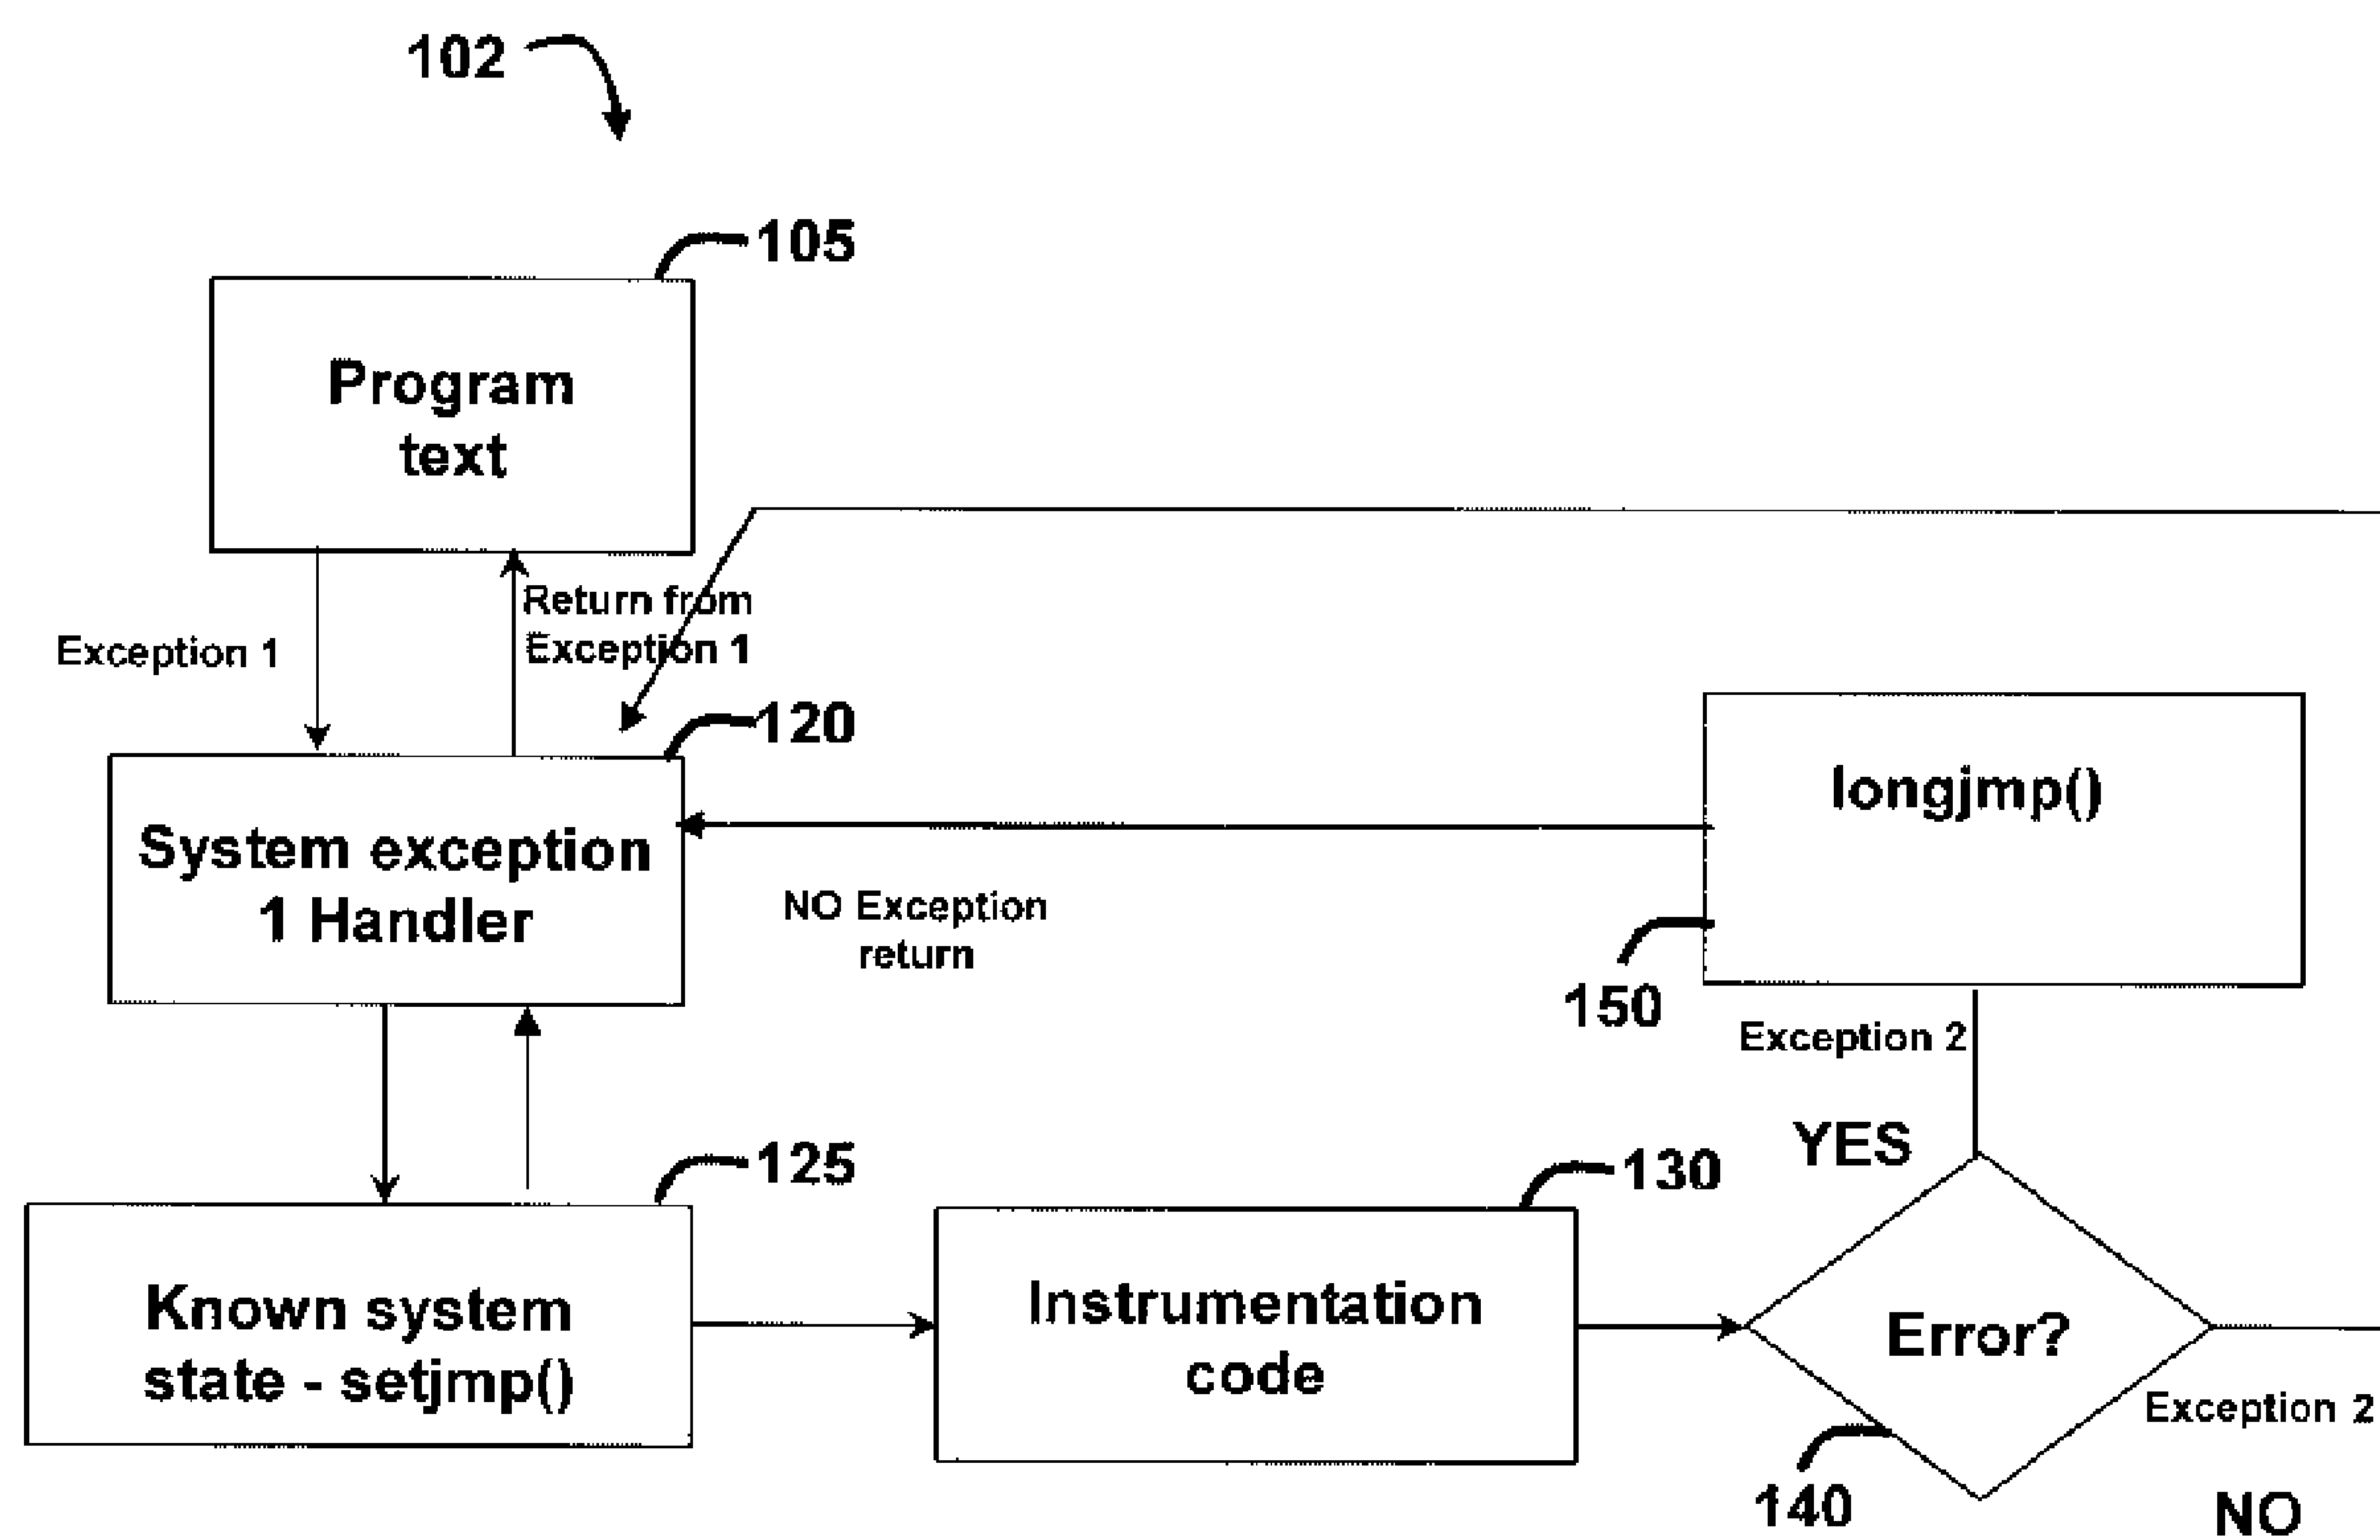 102
105
Program
text
Return from
Exception 1
Exception 1
120
System exception
1 Handler
longjmp()
NO Exception
return
150
Exception 2
YES
125
130
Known system
state - setjmp()
Instrumentation
code
Error?
Exception 2
140
NO